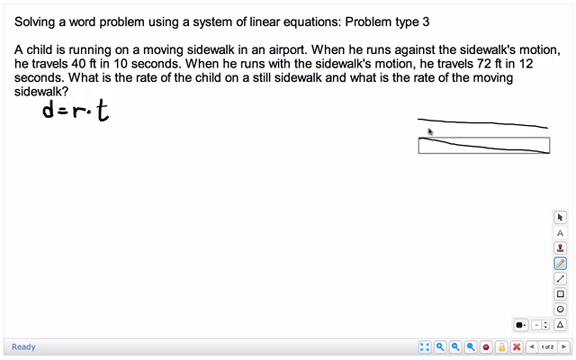 Solving a word problem using a system of linear equations: Problem type 3
A child is running on a moving sidewalk in an airport. When he runs against the sidewalk's motion,
he travels 40 ft in 10 seconds. When he runs with the sidewalk's motion, he travels 72 ft in 12
seconds. What is the rate of the child on a still sidewalk and what is the rate of the moving
sidewalk?
d=r·t
A
Ready
1 of 2